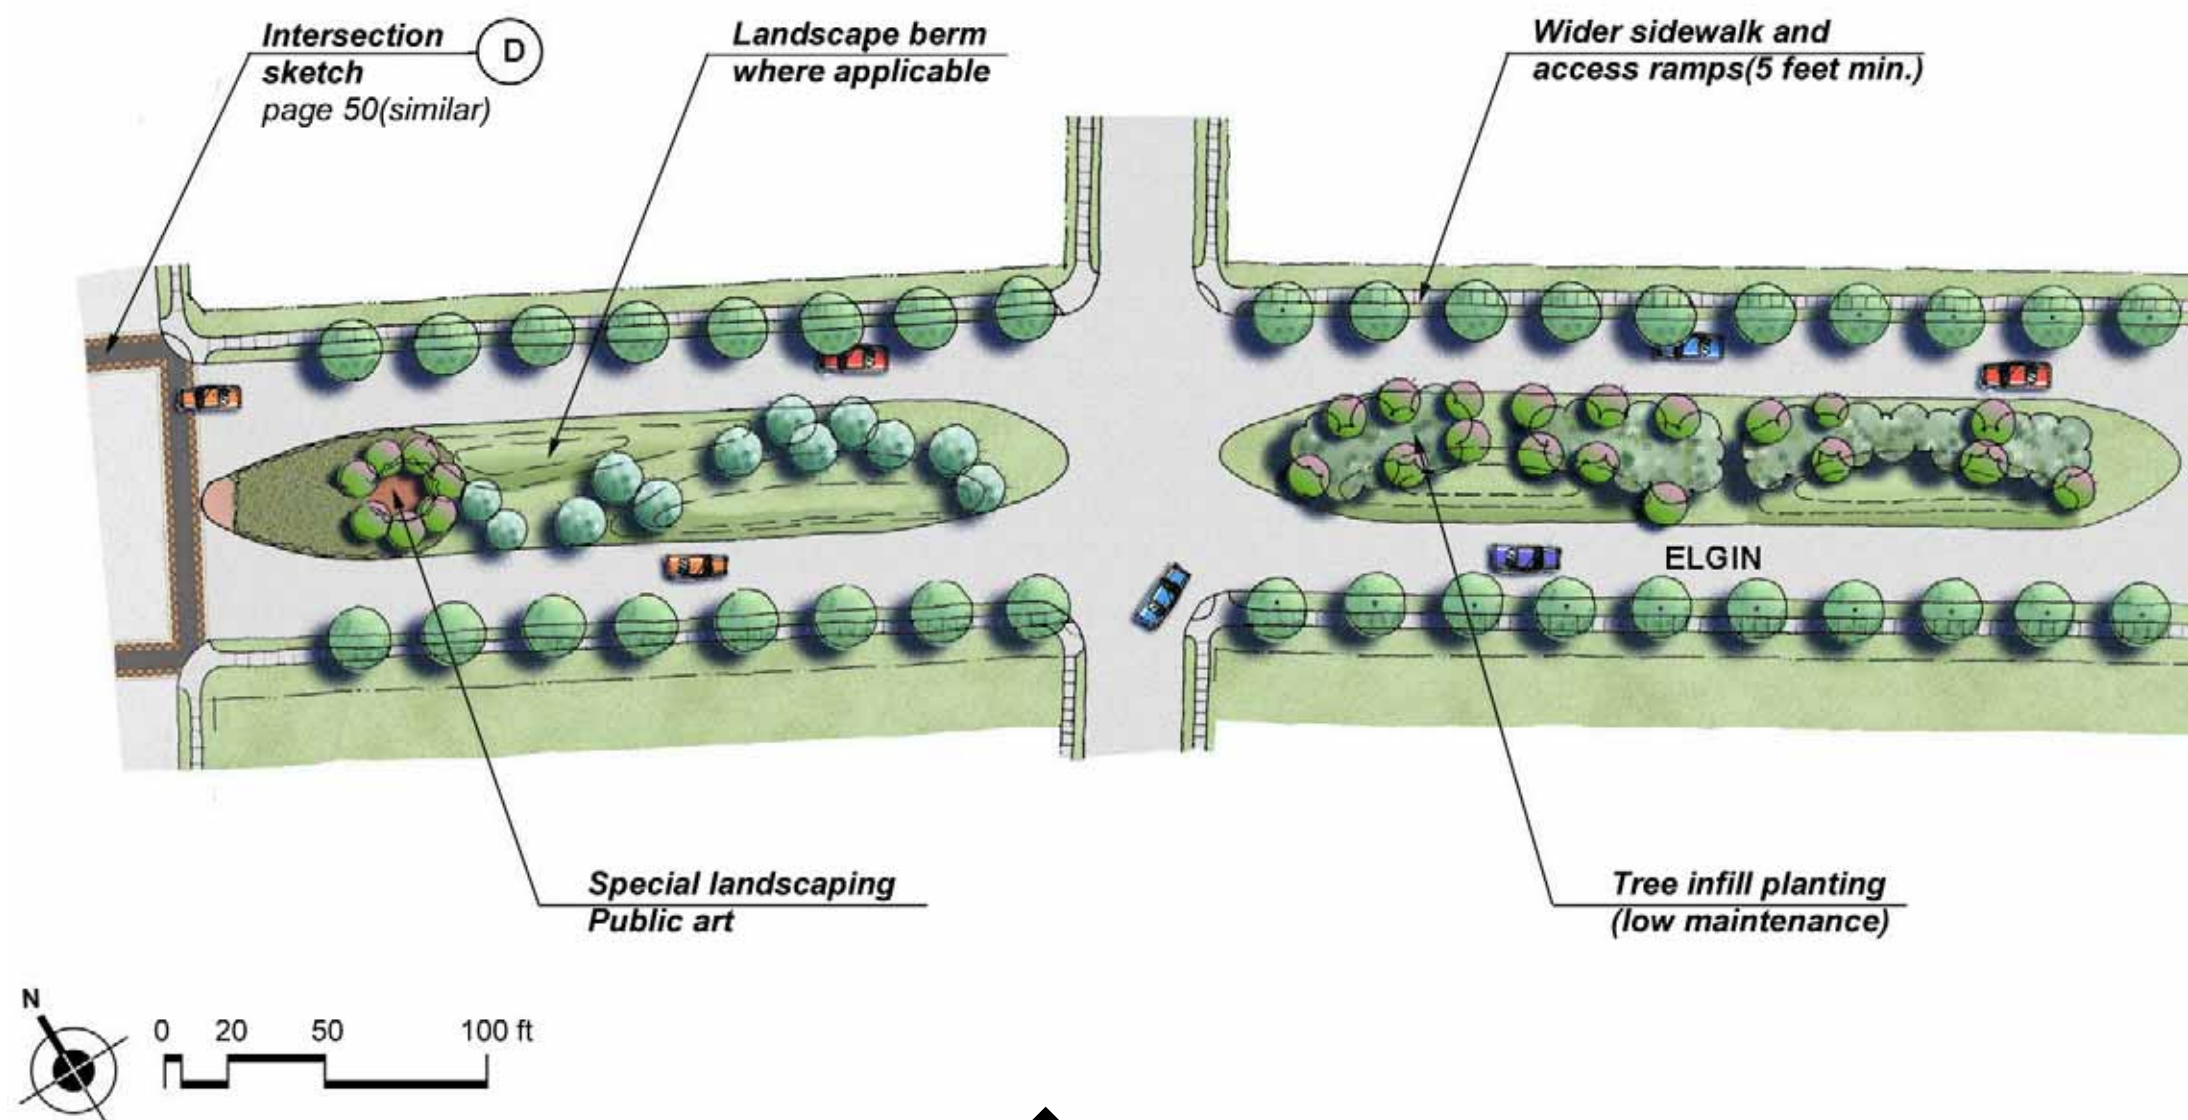 Intersection
sketch
page 50(similar)
D
Landscape berm
where applicable
Wider sidewalk and
access ramps(5 feet min.)
ELGIN
Special landscaping
Public art
Tree infill planting
(low maintenance)
N
0 20 50 100 ft